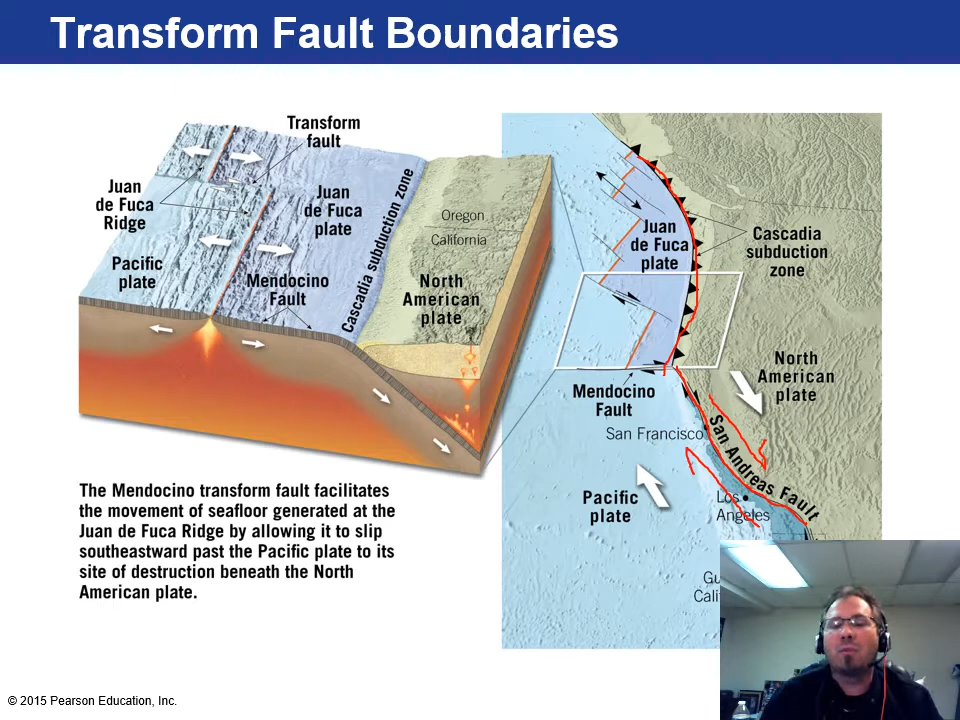 Transform Fault Boundaries
Transform
fault
Juan
de Fuca
Ridge
Juan
de Fuca
plate
Pacific
plate
Mendocino
Fault
Cascadia subduction zone
Oregon
California
North
American
plate
The Mendocino transform fault facilitates
the movement of seafloor generated at the
Juan de Fuca Ridge by allowing it to slip
southeastward past the Pacific plate to its
site of destruction beneath the North
American plate.
Juan
de Fuca
plate
Cascadia
subduction
zone
North
American
plate
Mendocino
Fault
San Francisco
San Andreas Fault
Pacific
plate
Los
Angeles
© 2015 Pearson Education, Inc.